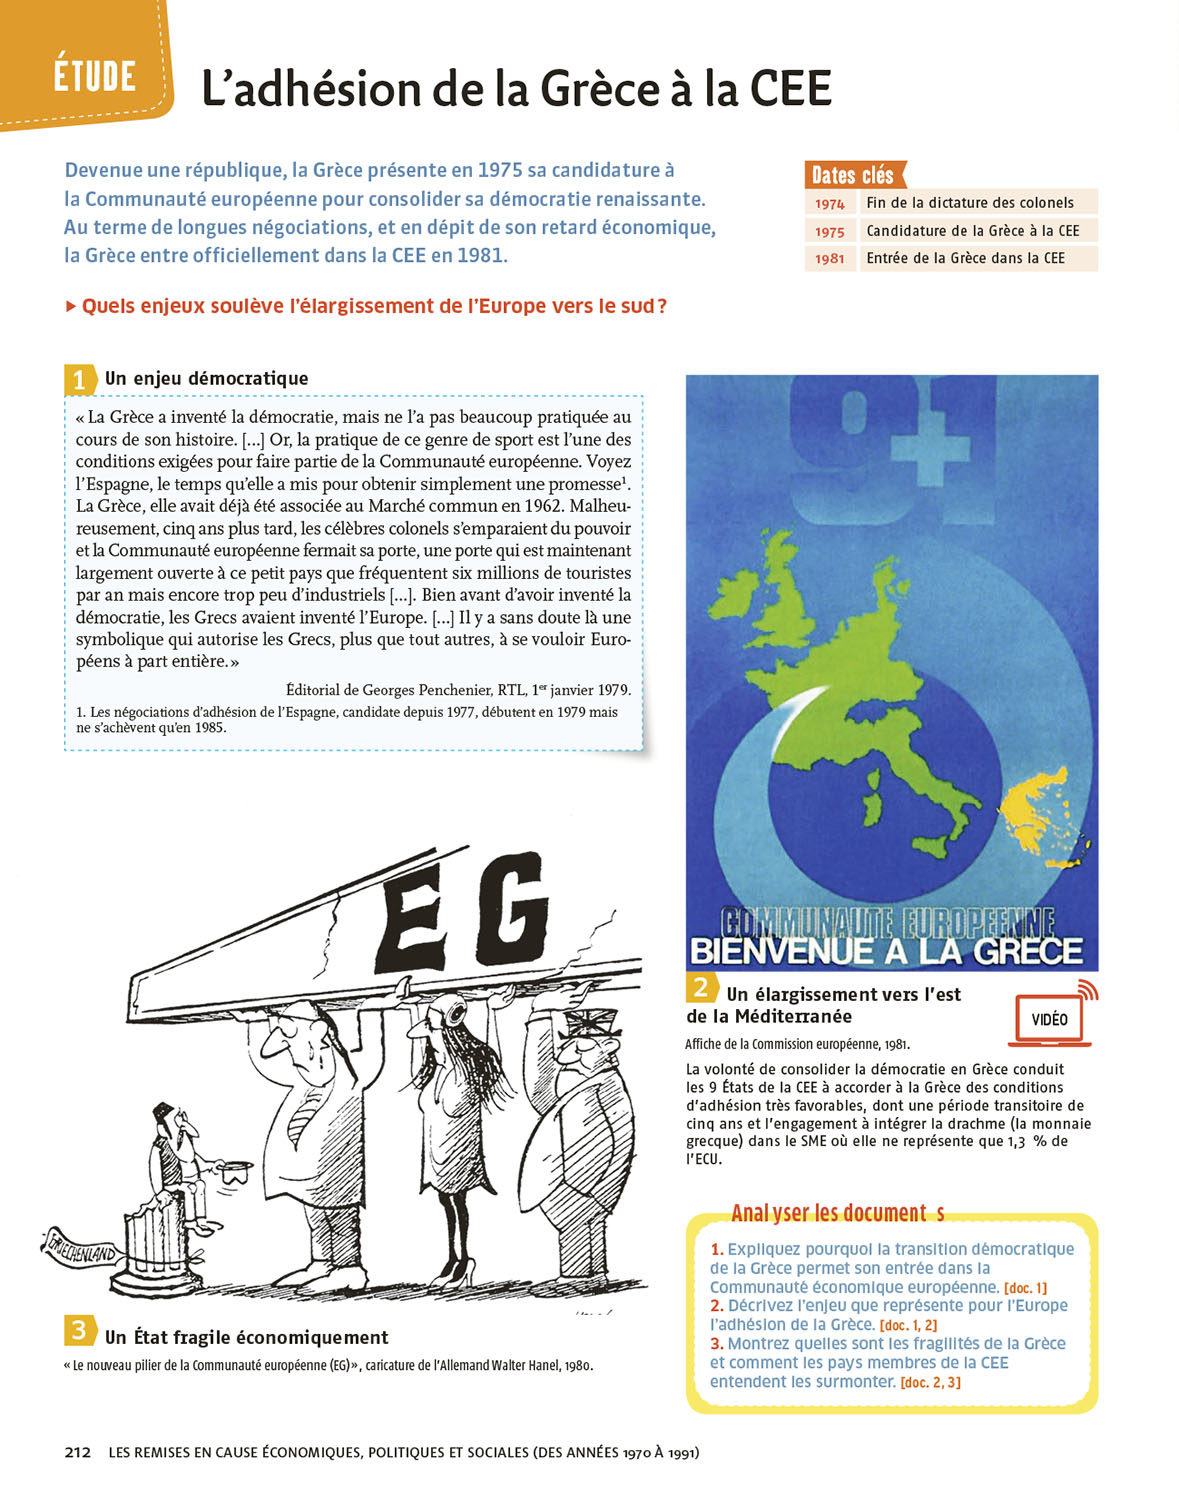 ÉTUDE
L'adhésion de la Grèce à la CEE
Devenue une république, la Grèce présente en 1975 sa candidature à
la Communauté européenne pour consolider sa démocratie renaissante.
Au terme de longues négociations, et en dépit de son retard économique,
la Grèce entre officiellement dans la CEE en 1981.
▶ Quels enjeux soulève l'élargissement de l'Europe vers le sud ?
Dates clés
1974 Fin de la dictature des colonels
1975 Candidature de la Grèce à la CEE
1981 Entrée de la Grèce dans la CEE
1 Un enjeu démocratique
« La Grèce a inventé la démocratie, mais ne l'a pas beaucoup pratiquée au
cours de son histoire. [...] Or, la pratique de ce genre de sport est l'une des
conditions exigées pour faire partie de la Communauté européenne. Voyez
l'Espagne, le temps qu'elle a mis pour obtenir simplement une promesse¹.
La Grèce, elle avait déjà été associée au Marché commun en 1962. Malheu-
reusement, cinq ans plus tard, les célèbres colonels s'emparaient du pouvoir
et la Communauté européenne fermait sa porte, une porte qui est maintenant
largement ouverte à ce petit pays que fréquentent six millions de touristes
par an mais encore trop peu d'industriels [...]. Bien avant d'avoir inventé la
démocratie, les Grecs avaient inventé l'Europe. [...] Il y a sans doute là une
symbolique qui autorise les Grecs, plus que tout autres, à se vouloir Euro-
péens à part entière. »
Éditorial de Georges Penchenier, RTL, 1er janvier 1979.
1. Les négociations d'adhésion de l'Espagne, candidate depuis 1977, débutent en 1979 mais
ne s'achèvent qu'en 1985.
9+1
COMMUNAUTE EUROPEENNE
BIENVENUE A LA GRECE
2 Un élargissement vers l'est
de la Méditerranée
VIDÉO
Affiche de la Commission européenne, 1981.
La volonté de consolider la démocratie en Grèce conduit
les 9 États de la CEE à accorder à la Grèce des conditions
d'adhésion très favorables, dont une période transitoire de
cinq ans et l'engagement à intégrer la drachme (la monnaie
grecque) dans le SME où elle ne représente que 1,3 % de
l'ECU.
EG
GRIECHENLAND
3 Un État fragile économiquement
« Le nouveau pilier de la Communauté européenne (EG) », caricature de l'Allemand Walter Hanel, 1980.
Analyser les documents
1. Expliquez pourquoi la transition démocratique
de la Grèce permet son entrée dans la
Communauté économique européenne. [doc. 1]
2. Décrivez l'enjeu que représente pour l'Europe
l'adhésion de la Grèce. [doc. 1, 2]
3. Montrez quelles sont les fragilités de la Grèce
et comment les pays membres de la CEE
entendent les surmonter. [doc. 2, 3]
212 LES REMISES EN CAUSE ÉCONOMIQUES, POLITIQUES ET SOCIALES (DES ANNÉES 1970 À 1991)